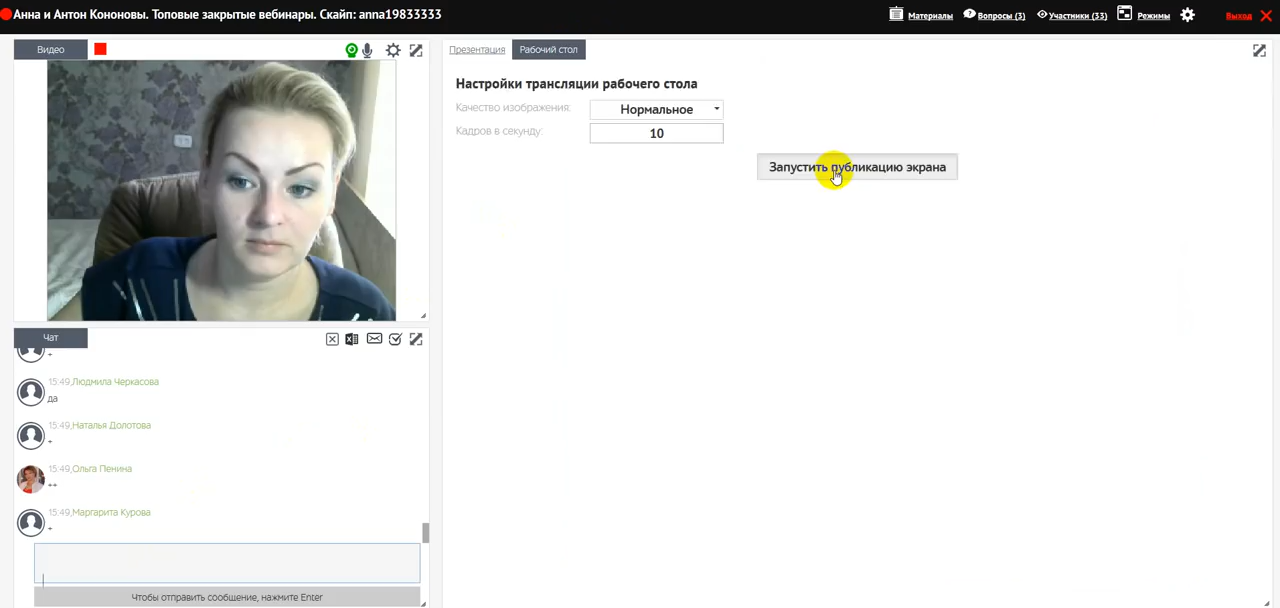 Анна и Антон Кононовы. Топовые закрытые вебинары. Скайп: anna19833333
Материалы
Вопросы (3)
Участники (33)
Режимы
Выход
Видео
Презентация
Рабочий стол
Настройки трансляции рабочего стола
Качество изображения:
Нормальное
Кадров в секунду:
10
Запустить публикацию экрана
Чат
+
15:49,Людмила Черкасова
да
15:49,Наталья Долотова
+
15:49,Ольга Пенина
++
15:49,Маргарита Курова
+
Чтобы отправить сообщение, нажмите Enter